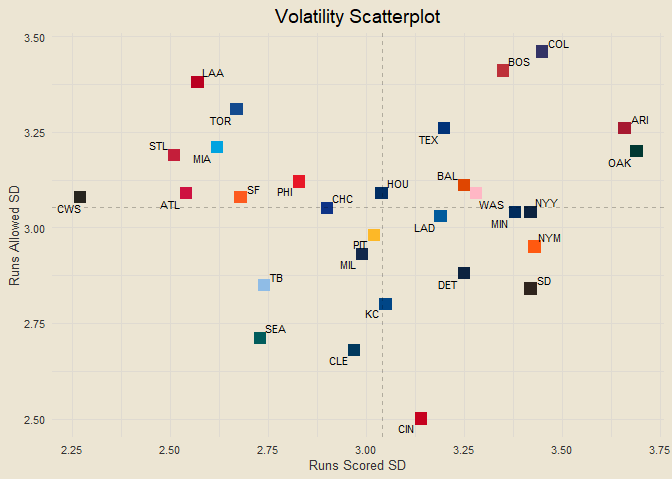 Volatility Scatterplot
3.50
COL
BOS
LAA
3.25
TOR
TEX
ARI
STL
MIA
OAK
BAL
SF
PHI
HOU
CWS
ATL
CHC
WAS
NYY
3.00
LAD
MIN
PIT
NYM
MIL
TB
DET
SD
2.75
KC
SEA
CLE
2.50
CIN
Runs Allowed SD
2.25
2.50
2.75
3.00
3.25
3.50
3.75
Runs Scored SD